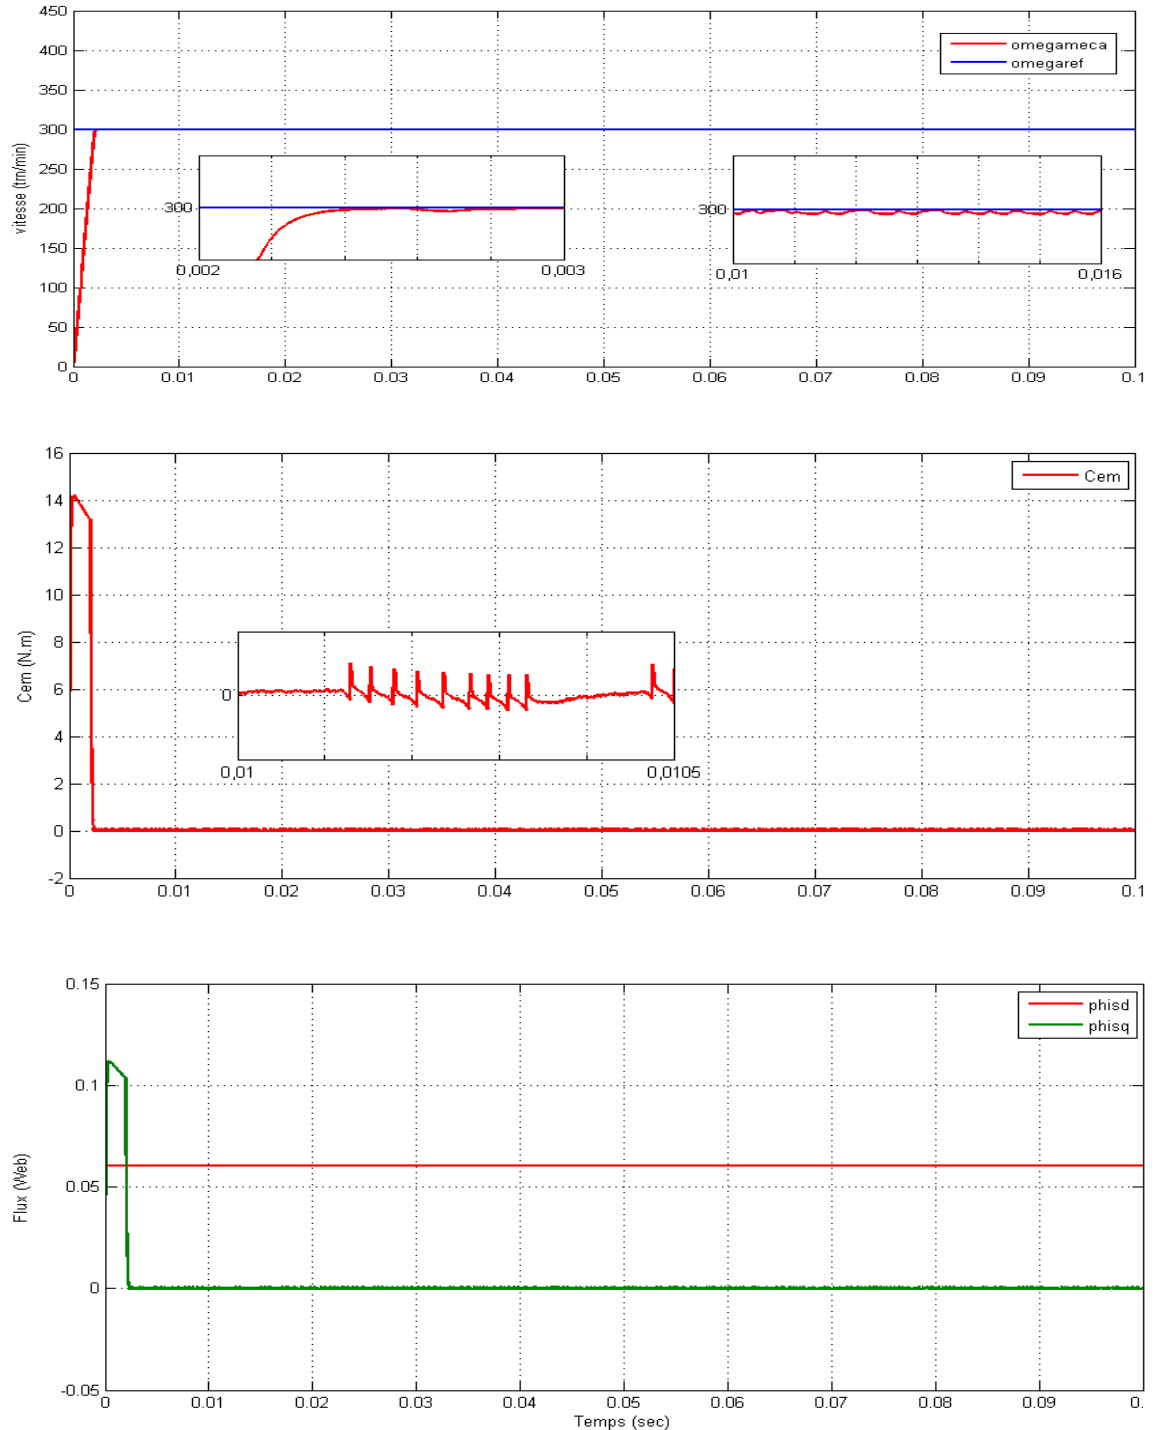 450
400
350
300
250
200
150
100
50
0
vitesse (trn/min)
omegameca
omegaref
300
0,002 0,003
300
0,01 0,016
0 0.01 0.02 0.03 0.04 0.05 0.06 0.07 0.08 0.09 0.1
16
14
12
10
8
6
4
2
0
-2
Cem (N.m)
Cem
0
0,01 0,0105
0 0.01 0.02 0.03 0.04 0.05 0.06 0.07 0.08 0.09 0.1
0.15
0.1
0.05
0
-0.05
Flux (Web)
phisd
phisq
0 0.01 0.02 0.03 0.04 0.05 0.06 0.07 0.08 0.09 0.
Temps (sec)